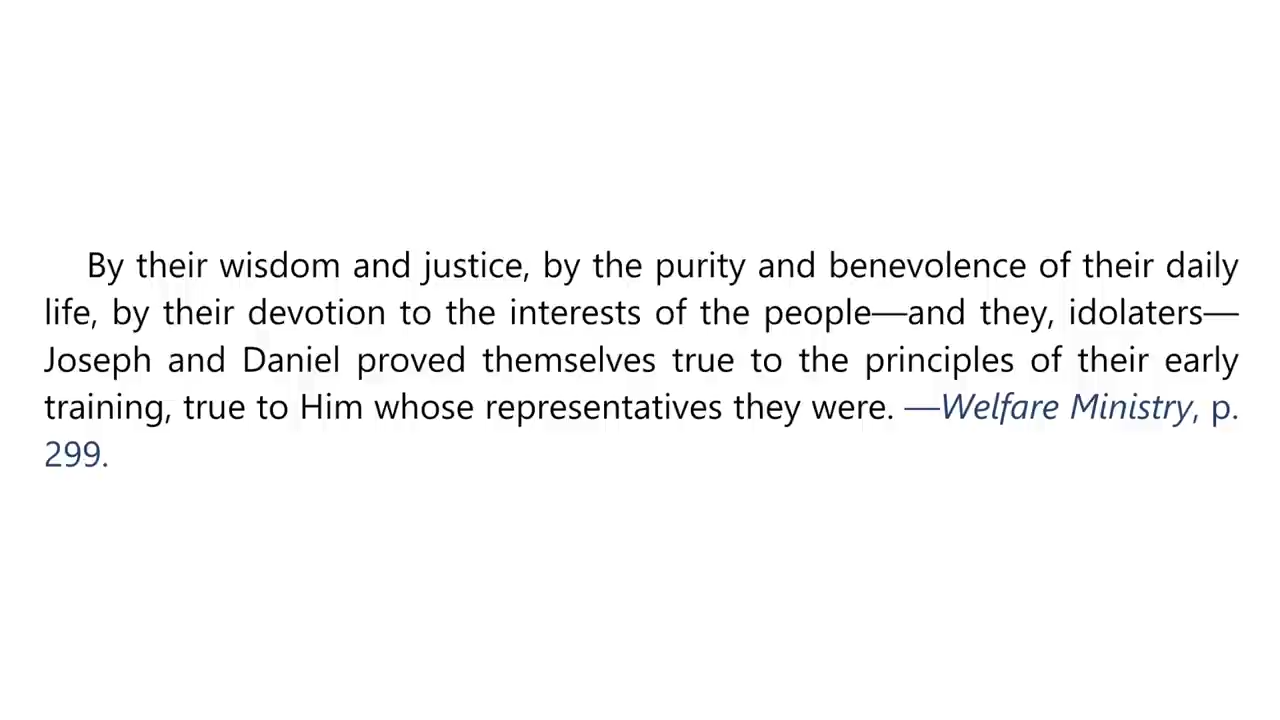 By their wisdom and justice, by the purity and benevolence of their daily
life, by their devotion to the interests of the people—and they, idolaters—
Joseph and Daniel proved themselves true to the principles of their early
training, true to Him whose representatives they were. —Welfare Ministry, p.
299.